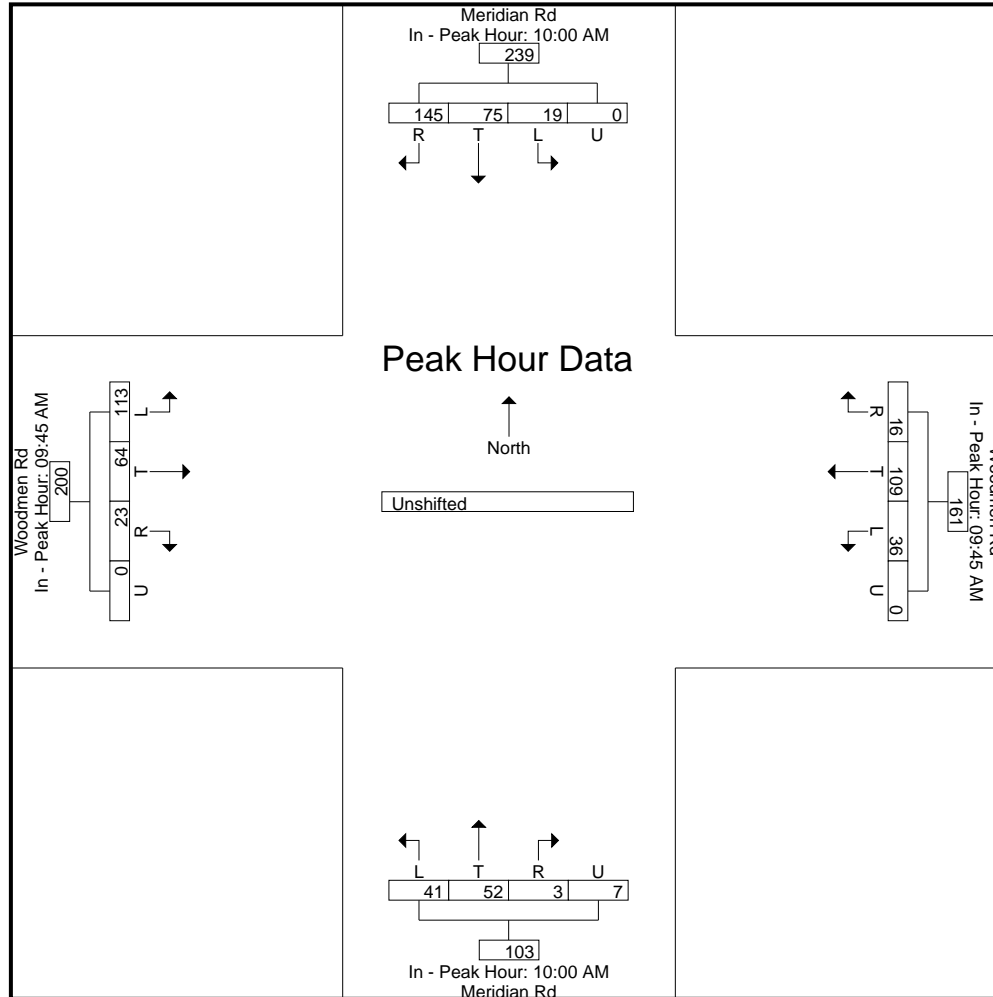 Meridian Rd
In - Peak Hour: 10:00 AM
239
145 75 19 0
R T L U
Peak Hour Data
North
Unshifted
Woodmen Rd
In - Peak Hour: 09:45 AM
200
113 64 23 0
L T R U
Woodmen Rd
In - Peak Hour: 09:45 AM
161
16 109 36 0
R T L U
L T R U
41 52 3 7
103
In - Peak Hour: 10:00 AM
Meridian Rd